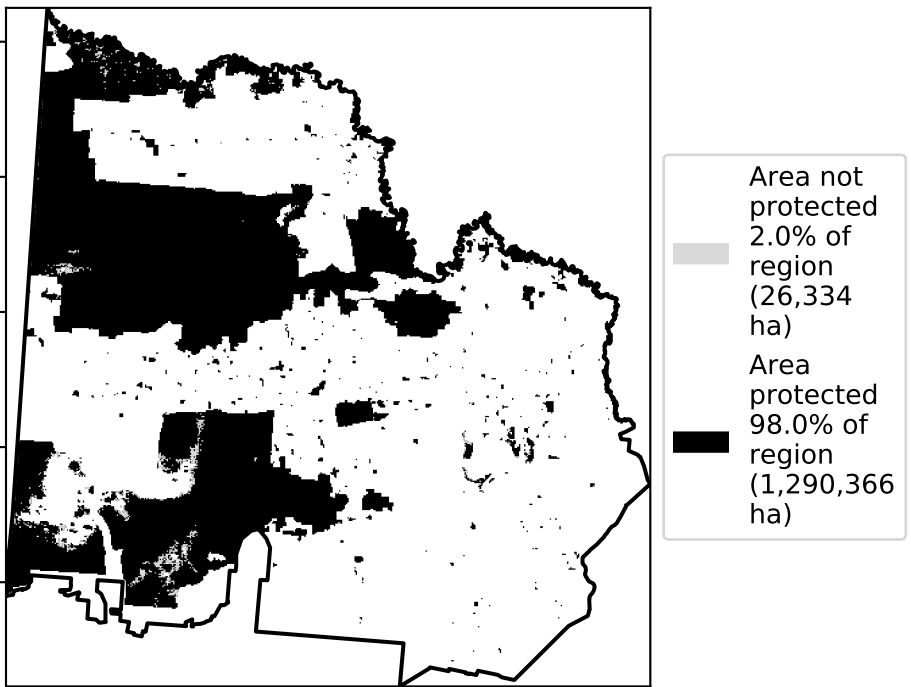 Area not
protected
2.0% of
region
(26,334
ha)
Area
protected
98.0% of
region
(1,290,366
ha)